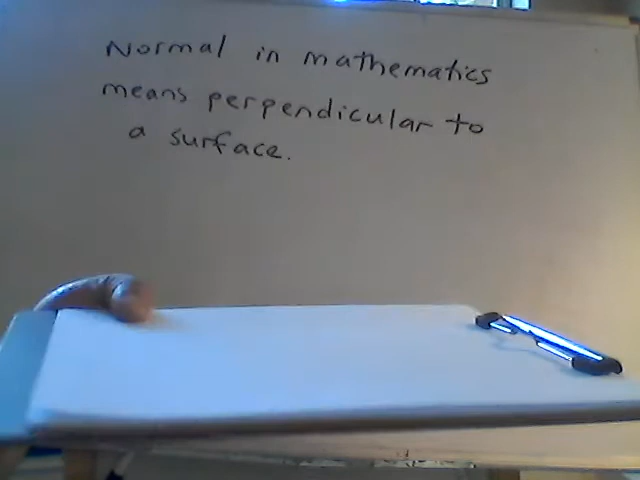 Normal in mathematics
means perpendicular to
a surface.